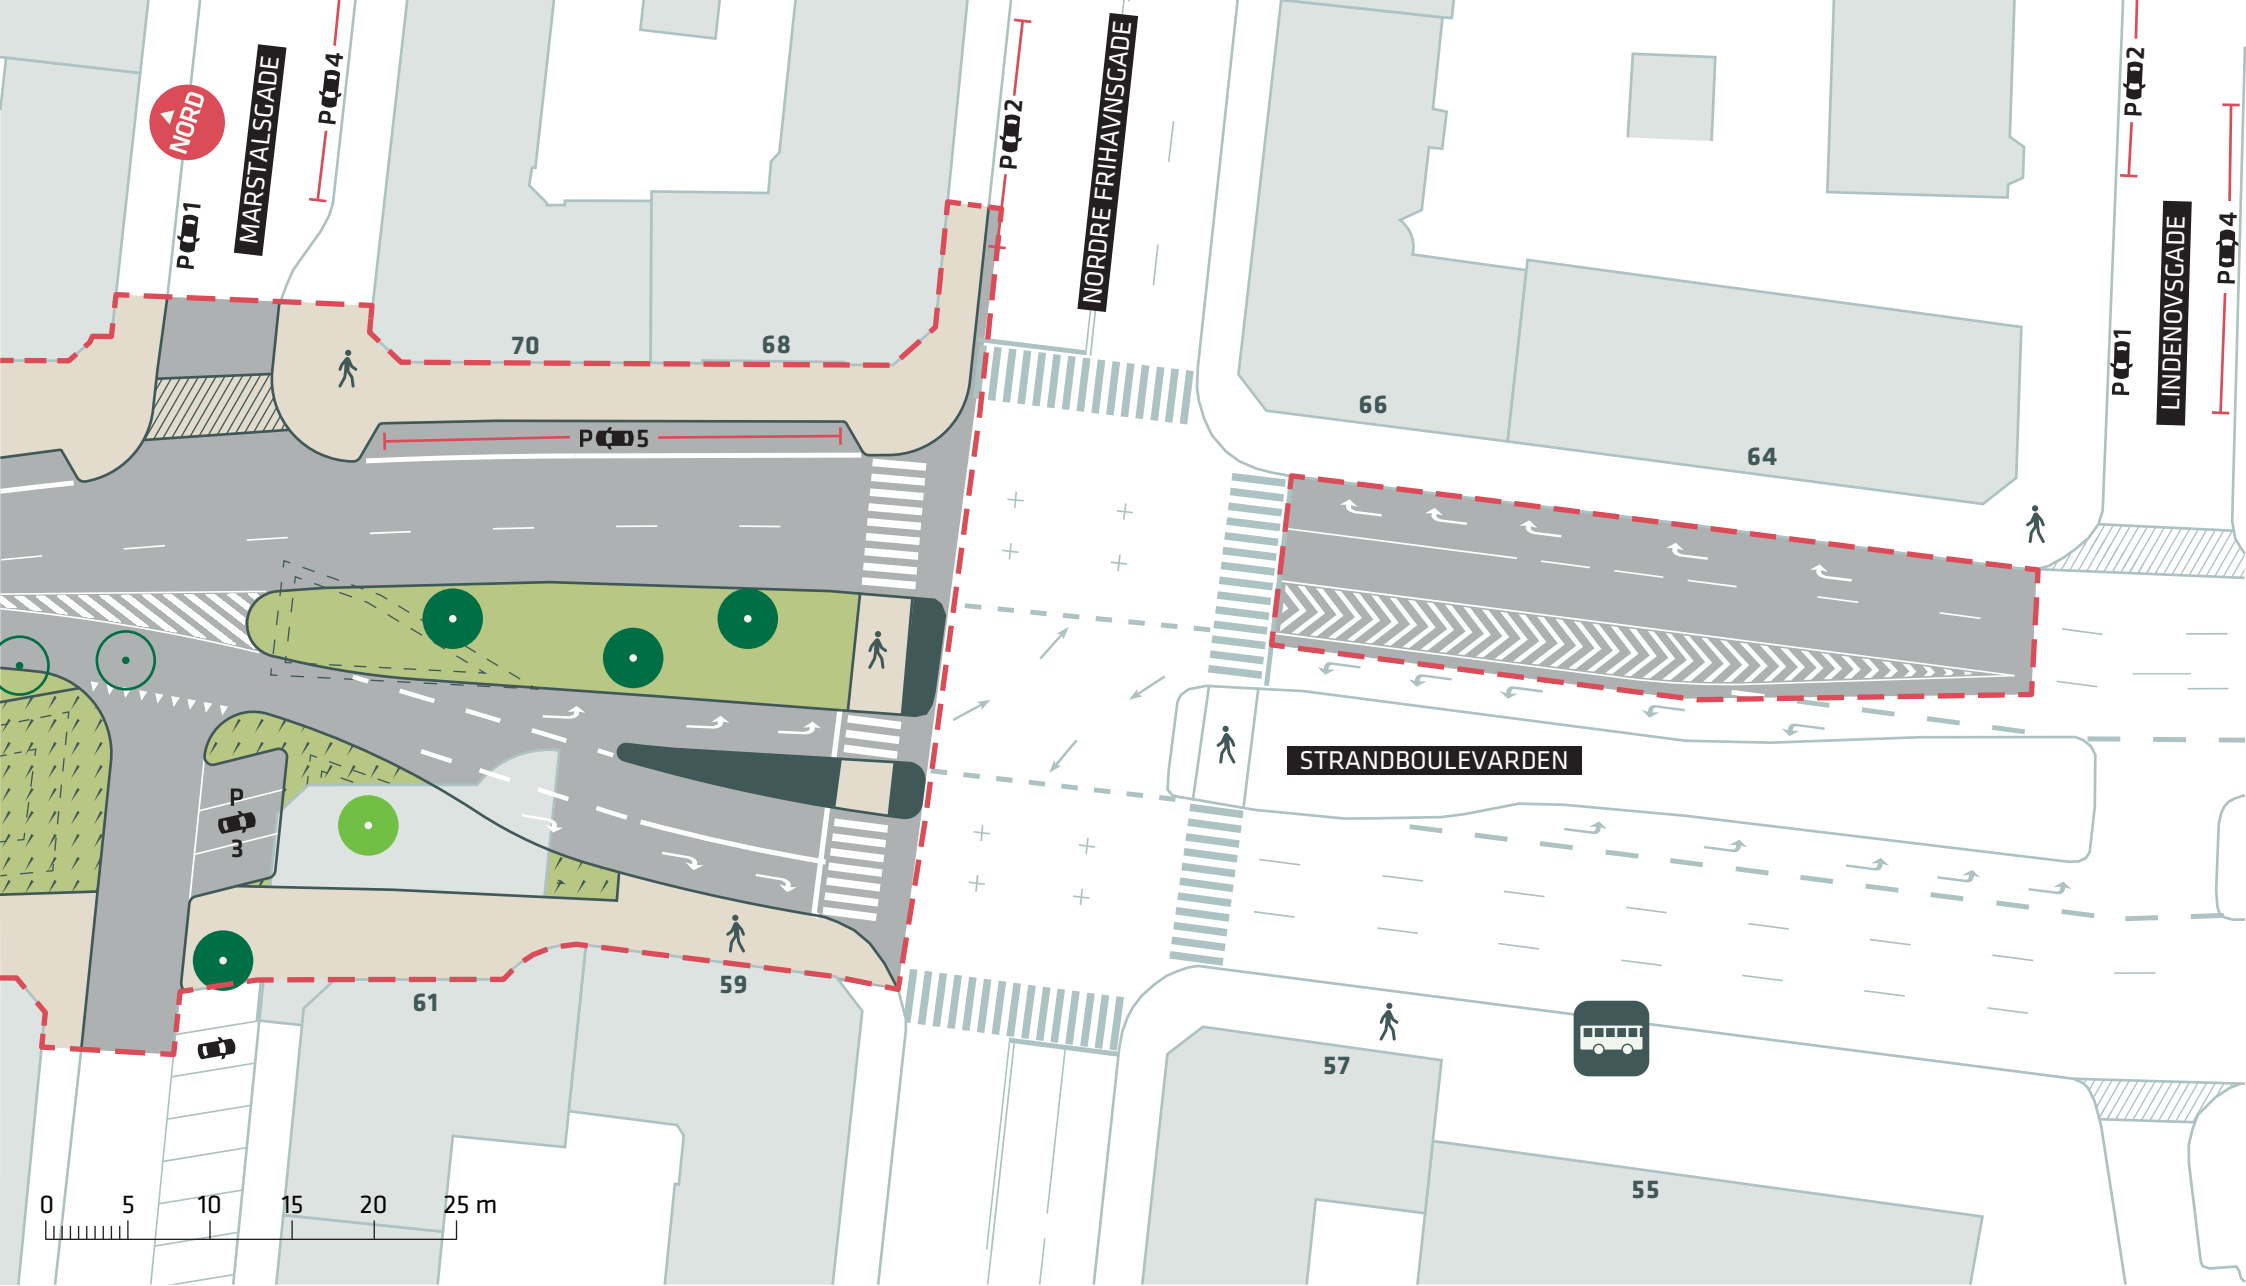 NORD
MARSTALSGADE
P 4
P 1
P 2
NORDRE FRIHAVNSGADE
P 2
P 4
LINDENOVSGADE
P 1
70
68
66
64
P 5
STRANDBOULEVARDEN
P
3
61
59
57
55
0 5 10 15 20 25 m